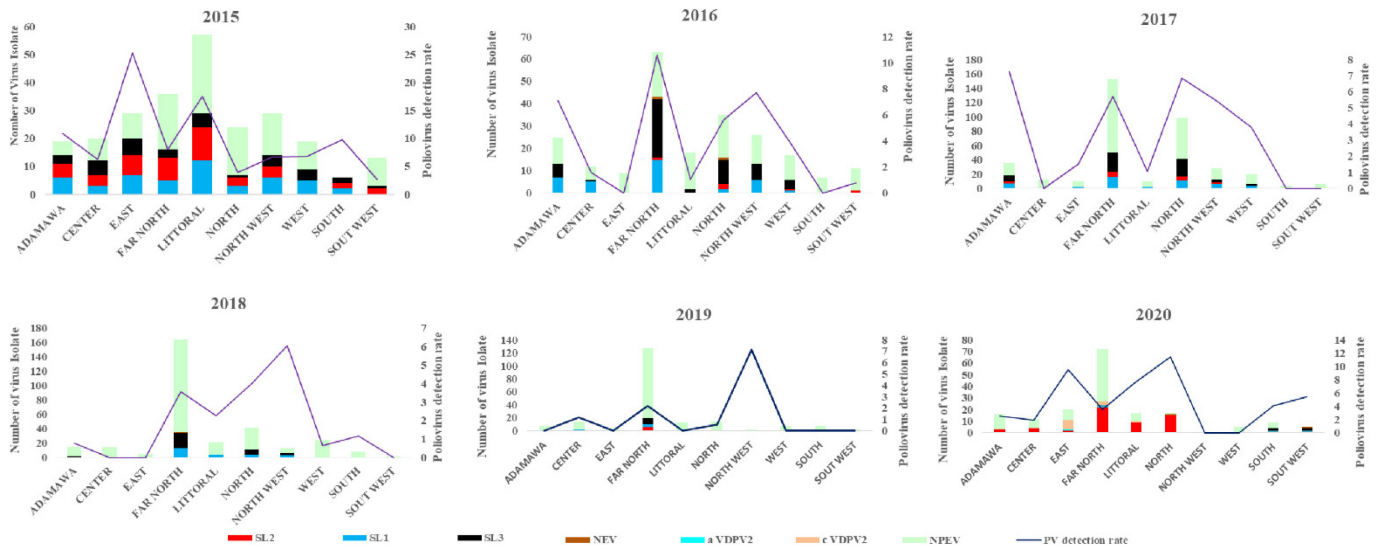 2015
Number of Virus Isolate
60
50
40
30
20
10
0
30
25
20
15
10
5
0
Poliovirus detection rate
ADAMAWA
CENTER
EAST
FAR NORTH
LITTORAL
NORTH
NORTH WEST
WEST
SOUTH
SOUT WEST
2016
Number of virus Isolate
70
60
50
40
30
20
10
0
12
10
8
6
4
2
0
Poliovirus detection rate
ADAMAWA
CENTER
EAST
FAR NORTH
LITTORAL
NORTH
NORTH WEST
WEST
SOUTH
SOUT WEST
2017
Number of virus Isolate
180
160
140
120
100
80
60
40
20
0
8
7
6
5
4
3
2
1
0
Poliovirus detection rate
ADAMAWA
CENTER
EAST
FAR NORTH
LITTORAL
NORTH
NORTH WEST
WEST
SOUTH
SOUT WEST
2018
Number of virus Isolate
180
160
140
120
100
80
60
40
20
0
7
6
5
4
3
2
1
0
Poliovirus detection rate
ADAMAWA
CENTER
EAST
FAR NORTH
LITTORAL
NORTH
NORTH WEST
WEST
SOUTH
SOUT WEST
2019
Number of virus Isolate
140
120
100
80
60
40
20
0
8
7
6
5
4
3
2
1
0
Poliovirus detection rate
ADAMAWA
CENTER
EAST
FAR NORTH
LITTORAL
NORTH
NORTH WEST
WEST
SOUTH
SOUT WEST
2020
Number of virus Isolate
80
70
60
50
40
30
20
10
0
14
12
10
8
6
4
2
0
Poliovirus detection rate
ADAMAWA
CENTER
EAST
FAR NORTH
LITTORAL
NORTH
NORTH WEST
WEST
SOUTH
SOUT WEST
SL2 SL1 SL3 NEV a VDPV2 c VDPV2 NPEV PV detection rate